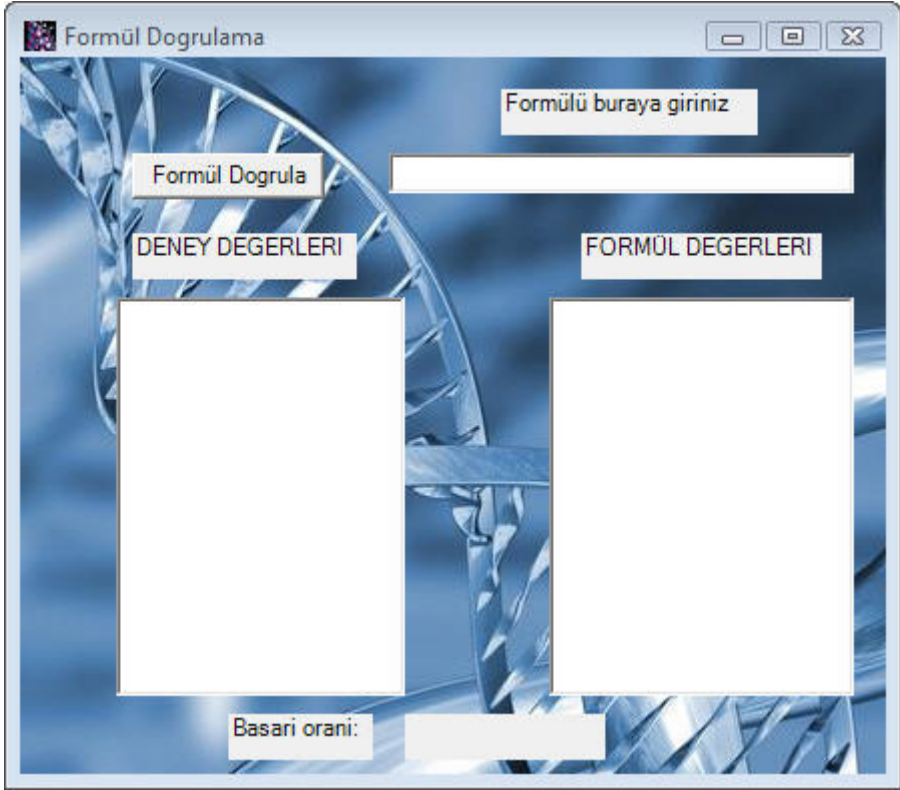 Formül Dogrulama
Formülü buraya giriniz
Formül Dogrula
DENEY DEGERLERI
FORMÜL DEGERLERI
Basari orani: